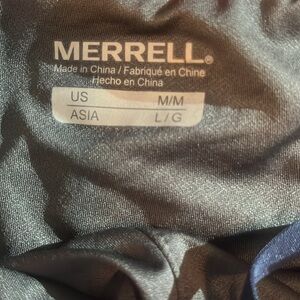 MERRELL®
Made in China / Fabriqué en Chine
Hecho en China
US M/M
ASIA L/G